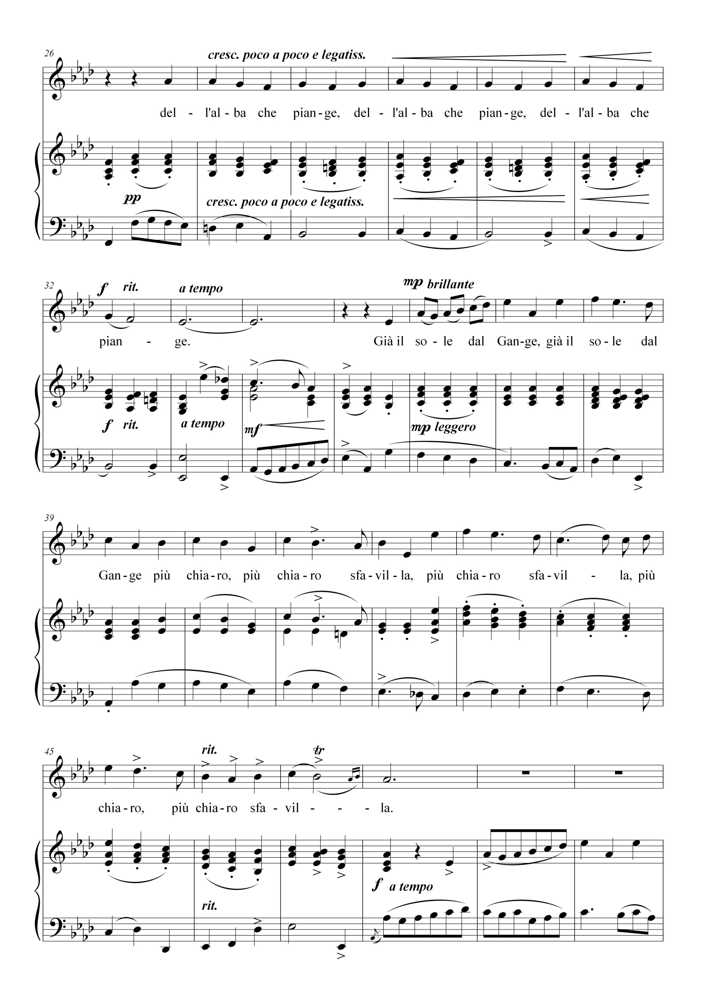 26
cresc. poco a poco e legatiss.
del - l'al - ba che pian - ge, del - l'al - ba che pian - ge, del - l'al - ba che
pp
cresc. poco a poco e legatiss.
32
f rit. a tempo mp brillante
pian - ge. Già il so - le dal Gan - ge, già il so - le dal
f rit. a tempo mf mp leggero
39
Gan - ge più chia - ro, più chia - ro sfa - vil - la, più chia - ro sfa - vil - la, più
45
rit. tr
chia - ro, più chia - ro sfa - vil - - - la.
f a tempo
rit.